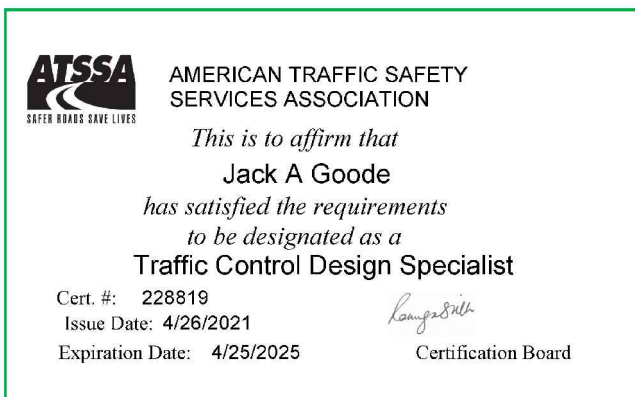 ATSSA
SAFER ROADS SAVE LIVES
AMERICAN TRAFFIC SAFETY
SERVICES ASSOCIATION
This is to affirm that
Jack A Goode
has satisfied the requirements
to be designated as a
Traffic Control Design Specialist
Cert. #: 228819
Issue Date: 4/26/2021
Expiration Date: 4/25/2025
Certification Board